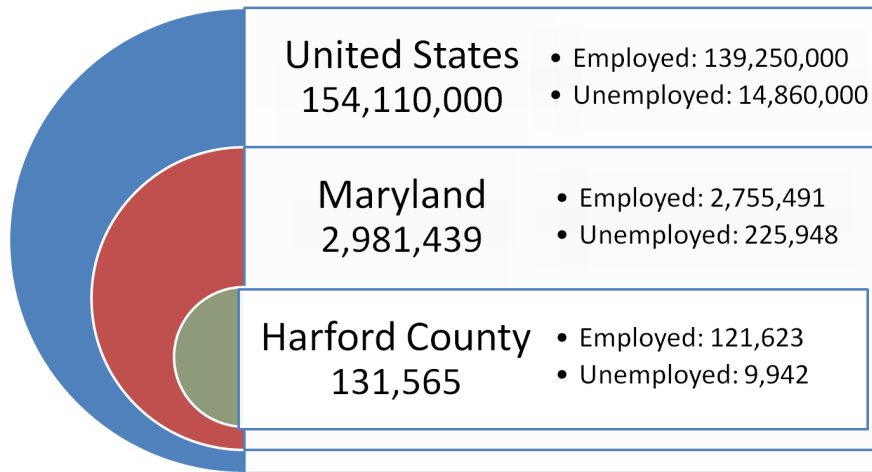 United States
154,110,000
• Employed: 139,250,000
• Unemployed: 14,860,000
Maryland
2,981,439
• Employed: 2,755,491
• Unemployed: 225,948
Harford County
131,565
• Employed: 121,623
• Unemployed: 9,942